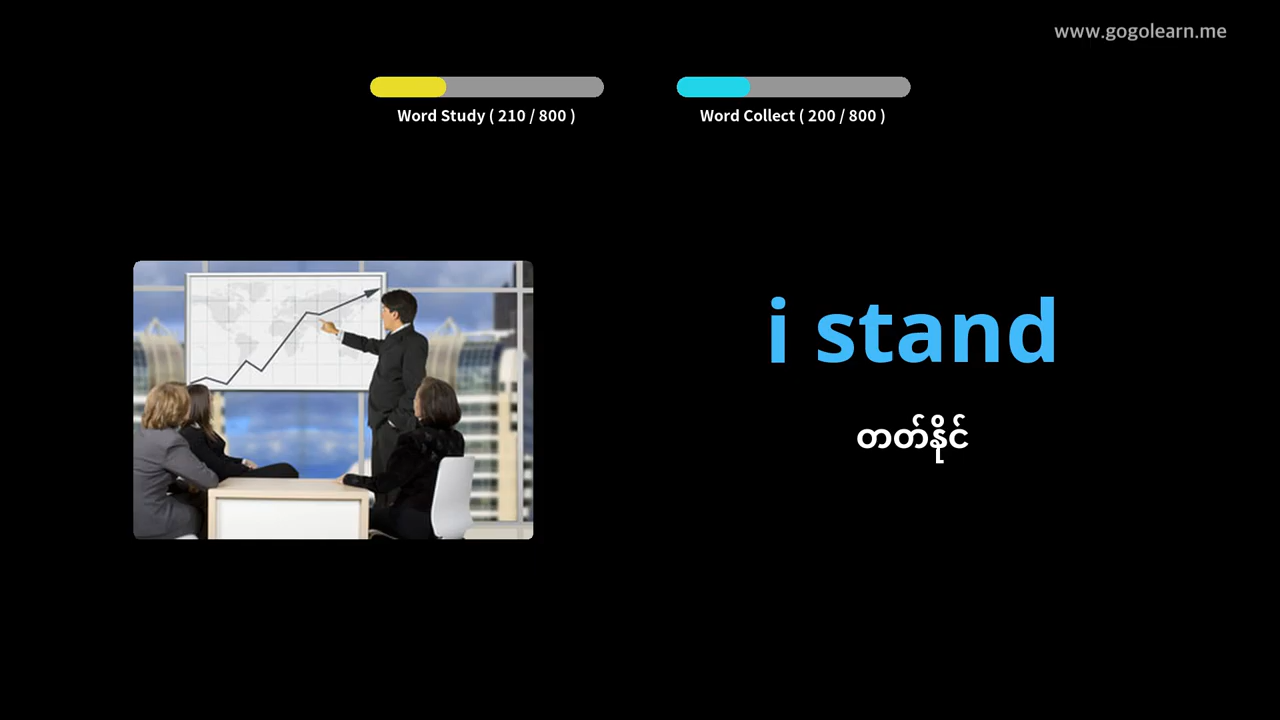 www.gogolearn.me
Word Study ( 210 / 800 )
Word Collect ( 200 / 800 )
i stand
တတ်နိုင်